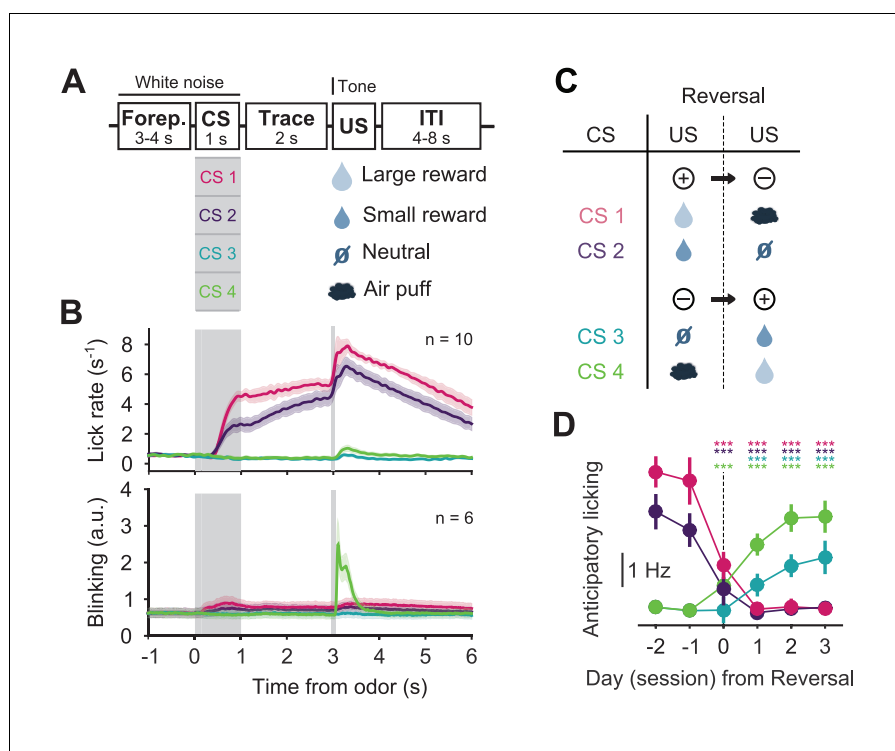 A
White noise
Tone
Forep.
3-4 s
CS
1 s
Trace
2 s
US
ITI
4-8 s
CS 1
CS 2
CS 3
CS 4
Large reward
Small reward
Neutral
Air puff
B
n = 10
Lick rate (s-1)
8
6
4
2
0
n = 6
Blinking (a.u.)
4
3
2
1
0
-1 0 1 2 3 4 5 6
Time from odor (s)
C
Reversal
CS US US
+ −
CS 1
CS 2 ø
− +
CS 3 ø
CS 4
D
*** *** *** ***
*** *** *** ***
*** *** ***
*** *** *** ***
Anticipatory licking
1 Hz
-2 -1 0 1 2 3
Day (session) from Reversal